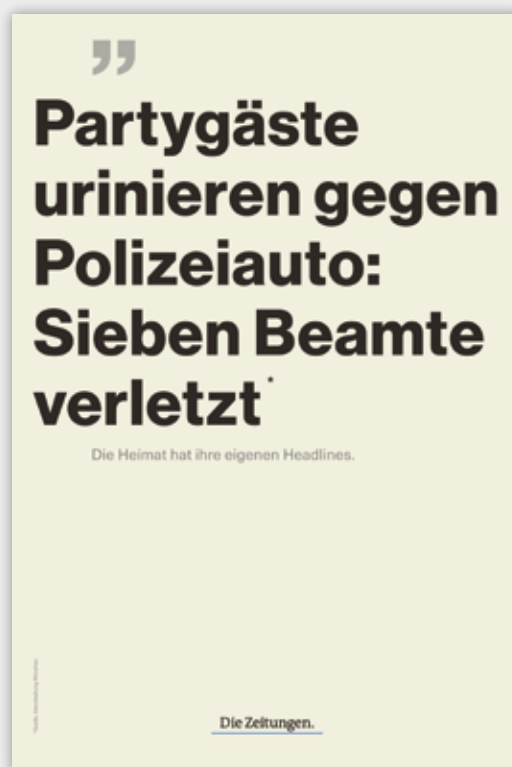 ”
Partygäste
urinieren gegen
Polizeiauto:
Sieben Beamte
verletzt*
Die Heimat hat ihre eigenen Headlines.
Die Zeitungen.